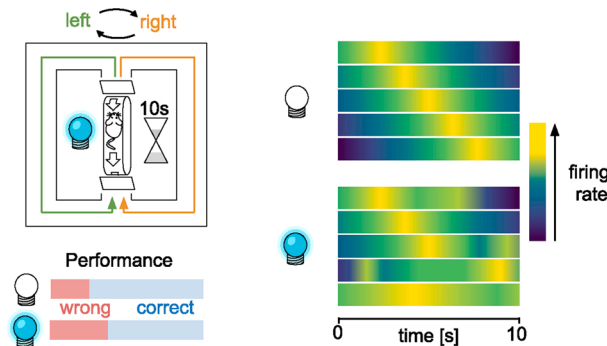 left right
10s
Performance
wrong correct
firing
rate
0 10
time [s]